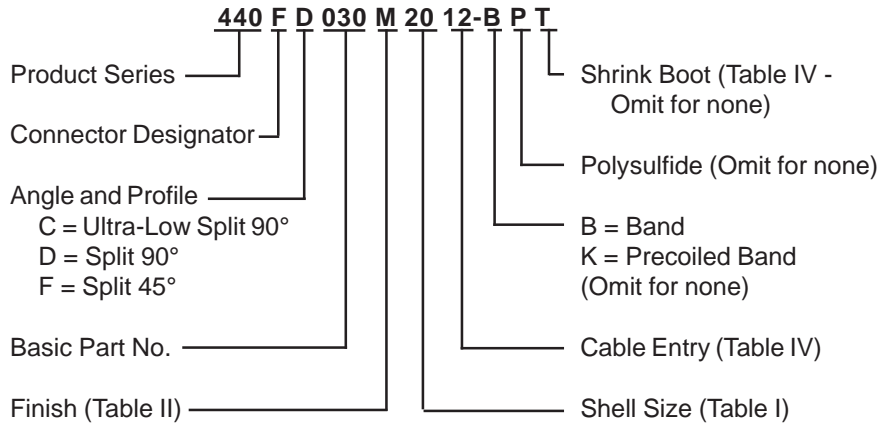 440 F D 030 M 20 12-B P T
Product Series
Connector Designator
Angle and Profile
C = Ultra-Low Split 90°
D = Split 90°
F = Split 45°
Basic Part No.
Finish (Table II)
Shrink Boot (Table IV -
Omit for none)
Polysulfide (Omit for none)
B = Band
K = Precoiled Band
(Omit for none)
Cable Entry (Table IV)
Shell Size (Table I)